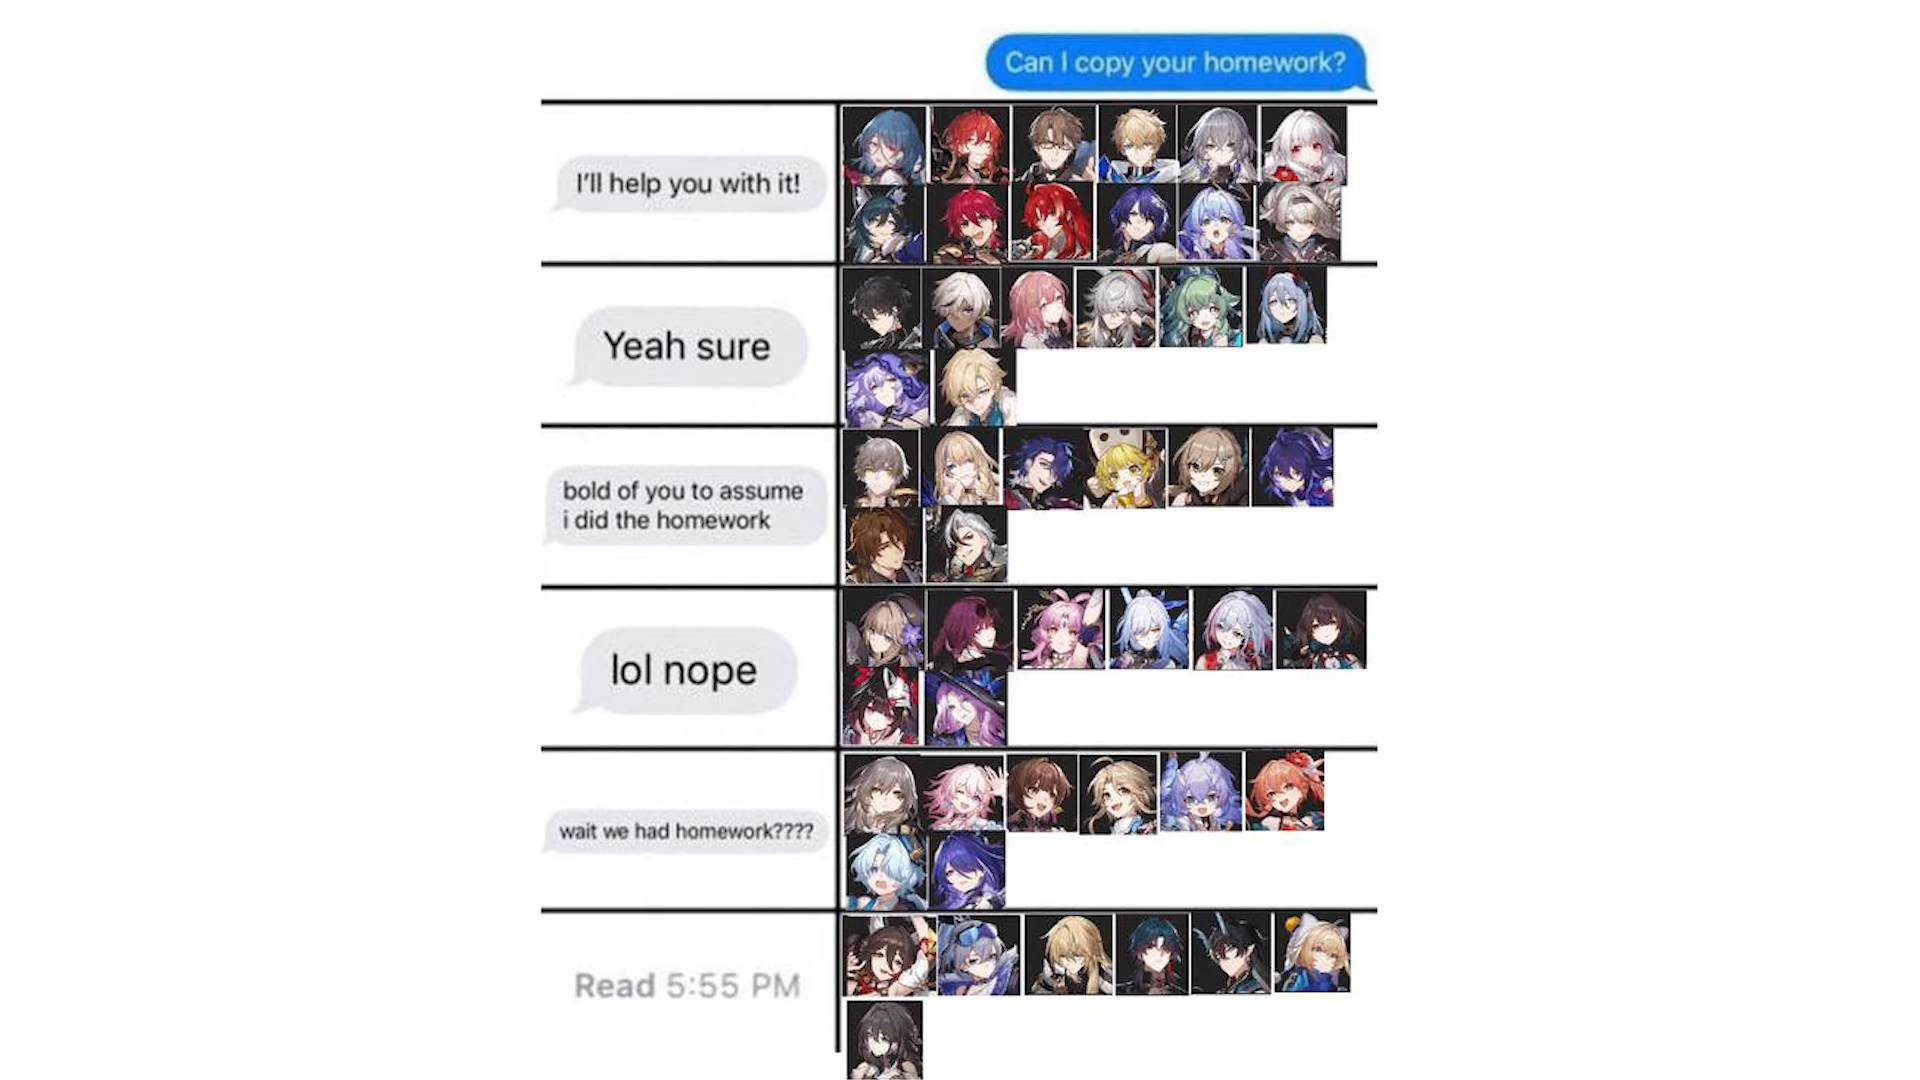 Can I copy your homework?
I'll help you with it!
Yeah sure
bold of you to assume
i did the homework
lol nope
wait we had homework????
Read 5:55 PM